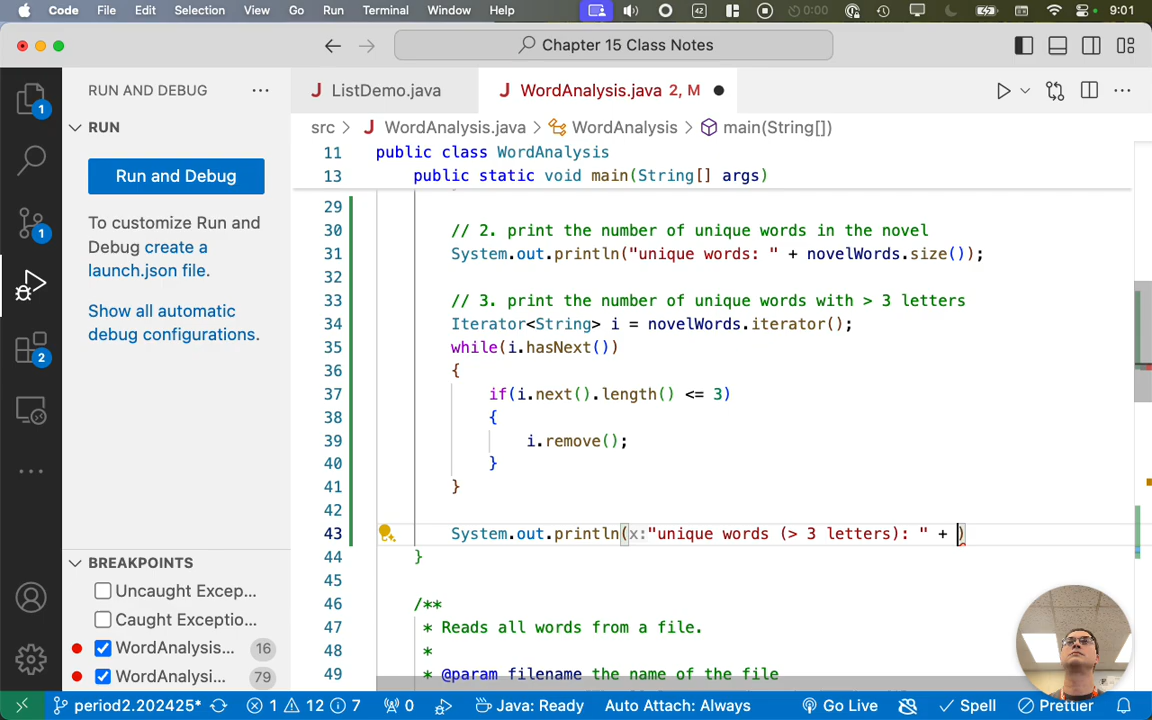 Code File Edit Selection View Go Run Terminal Window Help 42 0:00 9:01
Chapter 15 Class Notes
RUN AND DEBUG
J ListDemo.java
J WordAnalysis.java 2, M
src > J WordAnalysis.java > WordAnalysis > main(String[])
RUN
Run and Debug
To customize Run and
Debug create a
launch.json file.
Show all automatic
debug configurations.
1
1
2
11 public class WordAnalysis
13 public static void main(String[] args)
29
30 // 2. print the number of unique words in the novel
31 System.out.println("unique words: " + novelWords.size());
32
33 // 3. print the number of unique words with > 3 letters
34 Iterator<String> i = novelWords.iterator();
35 while(i.hasNext())
36 {
37 if(i.next().length() <= 3)
38 {
39 i.remove();
40 }
41 }
42
43 System.out.println(x:"unique words (> 3 letters): " + )
44 }
45
46 /**
47 * Reads all words from a file.
48 *
49 * @param filename the name of the file
BREAKPOINTS
Uncaught Excep...
Caught Exceptio...
WordAnalysis... 16
WordAnalysi... 79
period2.202425* 1 12 7 0 Java: Ready Auto Attach: Always Go Live Spell Prettier